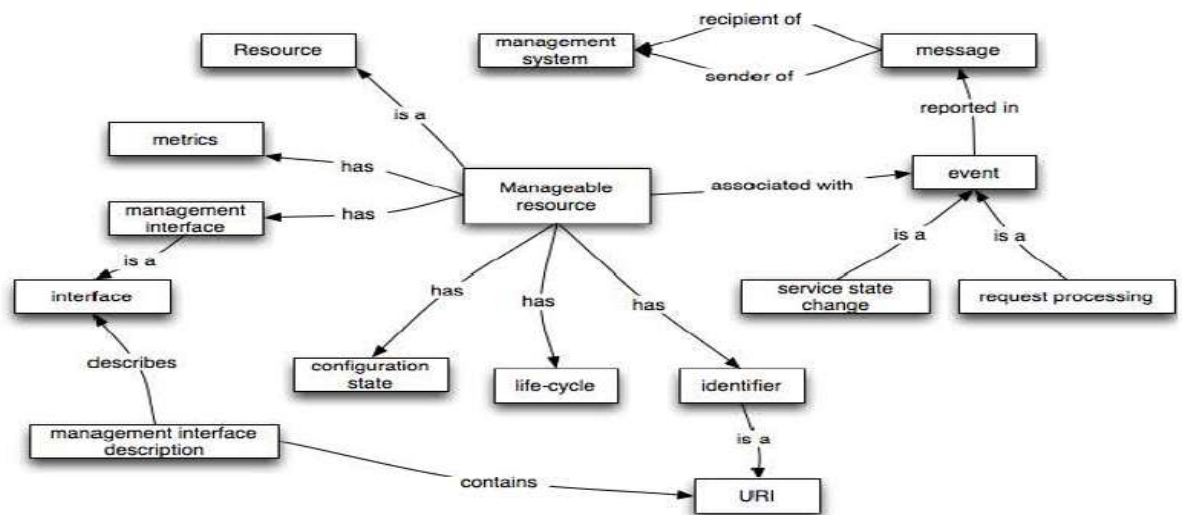 recipient of
Resource
management
system
message
sender of
is a
reported in
metrics
has
Manageable
resource
associated with
event
management
interface
has
is a
is a
is a
interface
has
has
has
service state
change
request processing
describes
configuration
state
life-cycle
identifier
management interface
description
is a
contains
URI